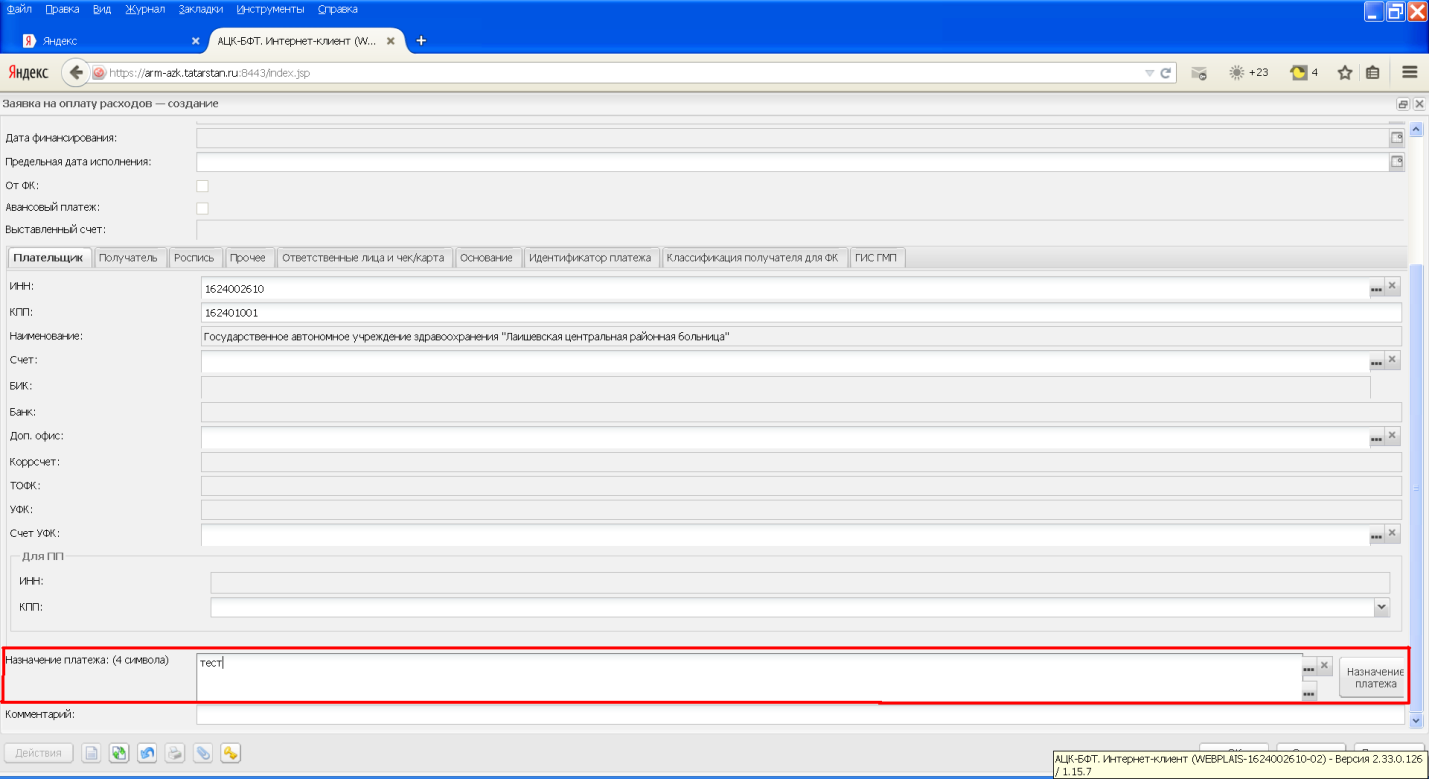 Файл Правка Вид Журнал Закладки Инструменты Справка
Я Яндекс АЦК-БФТ. Интернет-клиент (W...
Яндекс https://arm-azk.tatarstan.ru:8443/index.jsp +23 4
Заявка на оплату расходов — создание
Дата финансирования:
Предельная дата исполнения:
От ФК:
Авансовый платеж:
Выставленный счет:
Плательщик Получатель Роспись Прочее Ответственные лица и чек/карта Основание Идентификатор платежа Классификация получателя для ФК ГИС ГМП
ИНН: 1624002610
КПП: 162401001
Наименование: Государственное автономное учреждение здравоохранения "Лаишевская центральная районная больница"
Счет:
БИК:
Банк:
Доп. офис:
Коррсчет:
ТОФК:
УФК:
Счет УФК:
Для ПП
ИНН:
КПП:
Назначение платежа: (4 символа) тест
Назначение
платежа
Комментарий:
Действия
АЦК-БФТ. Интернет-клиент (WEBPLAIS-1624002610-02) - Версия 2.33.0.126
/ 1.15.7